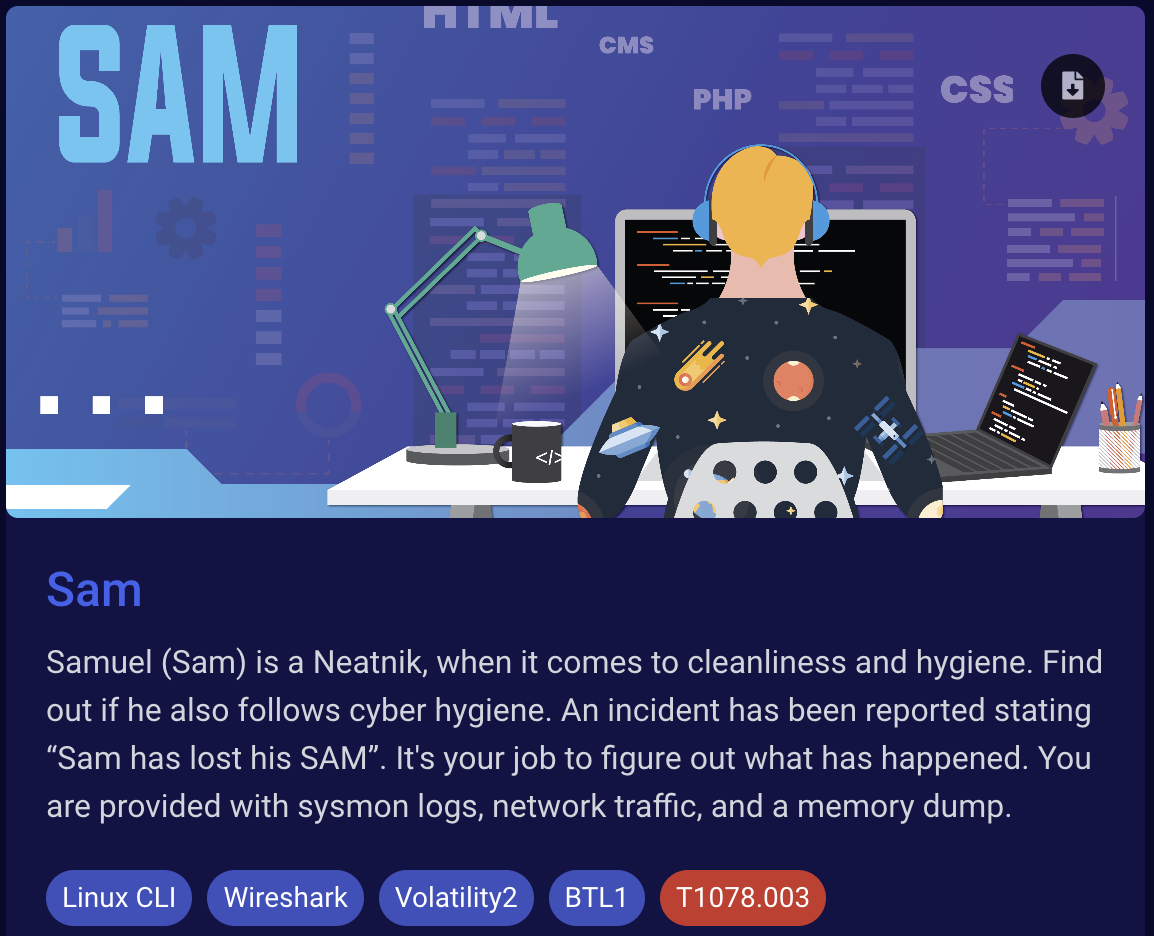 HTML
SAM
CMS
PHP
CSS
</>
Sam
Samuel (Sam) is a Neatnik, when it comes to cleanliness and hygiene. Find
out if he also follows cyber hygiene. An incident has been reported stating
“Sam has lost his SAM”. It's your job to figure out what has happened. You
are provided with sysmon logs, network traffic, and a memory dump.
Linux CLI
Wireshark
Volatility2
BTL1
T1078.003